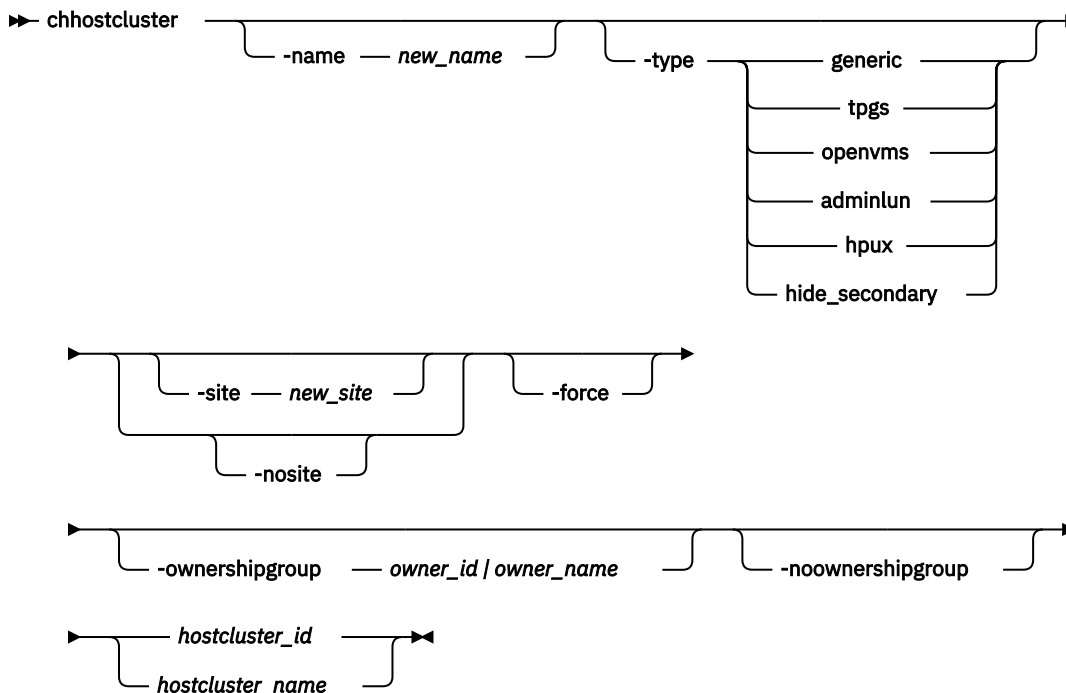 chhostcluster
-name new_name
-type generic
tpgs
openvms
adminlun
hpux
hide_secondary
-site new_site
-force
-nosite
-ownershipgroup owner_id | owner_name
-noownershipgroup
hostcluster_id
hostcluster_name